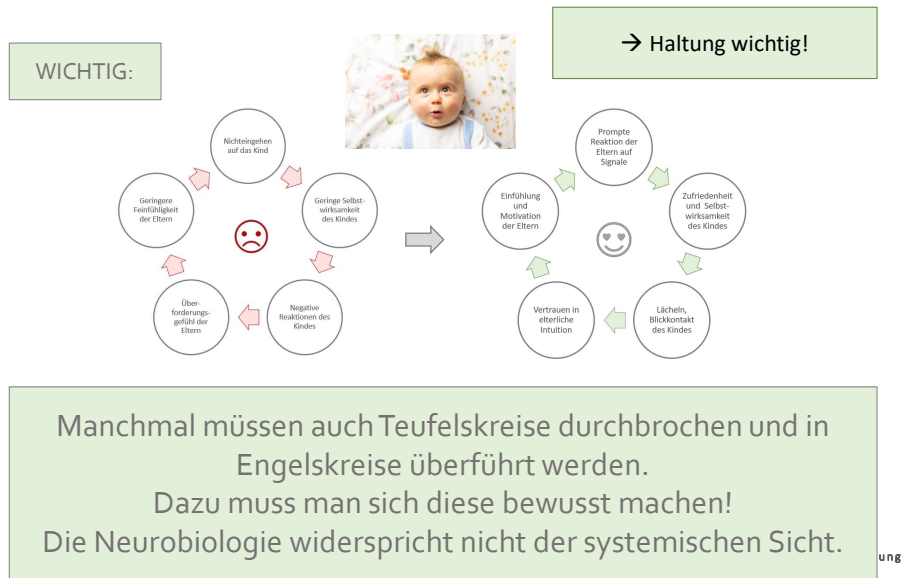 WICHTIG:
→ Haltung wichtig!
Nichteingehen
auf das Kind
Geringe Selbst-
wirksamkeit
des Kindes
Negative
Reaktionen des
Kindes
Über-
forderungs-
gefühl der
Eltern
Geringere
Feinfühligkeit
der Eltern
Prompte
Reaktion der
Eltern auf
Signale
Zufriedenheit
und Selbst-
wirksamkeit
des Kindes
Lächeln,
Blickkontakt
des Kindes
Vertrauen in
elterliche
Intuition
Einfühlung
und
Motivation
der Eltern
Manchmal müssen auch Teufelskreise durchbrochen und in
Engelskreise überführt werden.
Dazu muss man sich diese bewusst machen!
Die Neurobiologie widerspricht nicht der systemischen Sicht.
ung